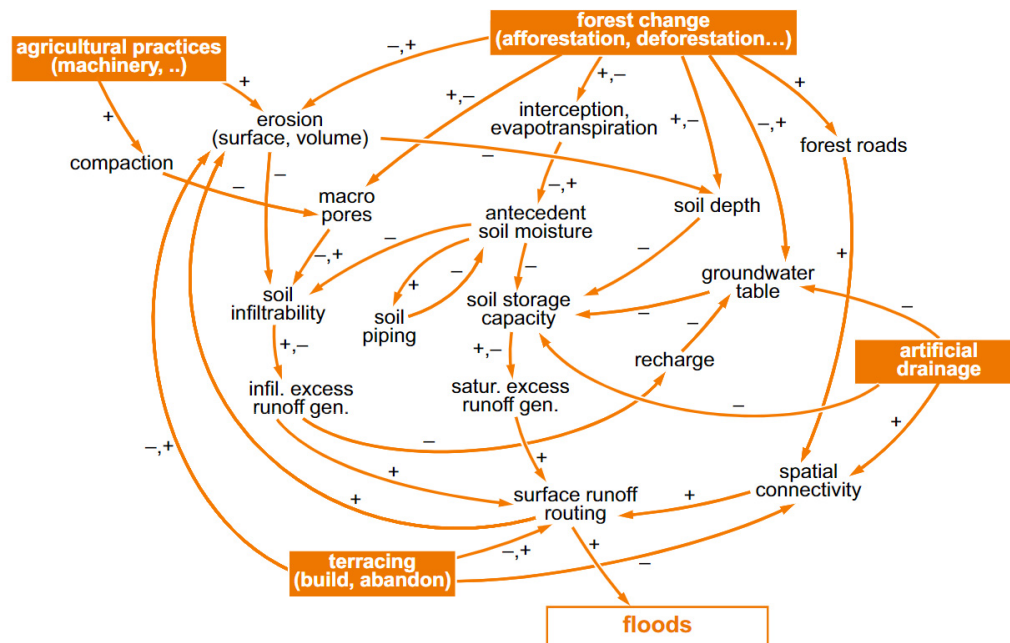 forest change
(afforestation, deforestation...)
agricultural practices
(machinery, ..)
–,+
+
+
+,–
+,–
+
erosion
(surface, volume)
interception,
evapotranspiration
+,–
–,+
forest roads
compaction
–
–
–
macro
pores
–,+
soil depth
antecedent
soil moisture
–,+
–
+
–
–
–
+
soil
infiltrability
soil
piping
soil storage
capacity
groundwater
table
–
–
–
+,–
+,–
recharge
artificial
drainage
infil. excess
runoff gen.
satur. excess
runoff gen.
–
–
+
–,+
+
+
spatial
connectivity
+
surface runoff
routing
+
–,+
+
–
terracing
(build, abandon)
floods